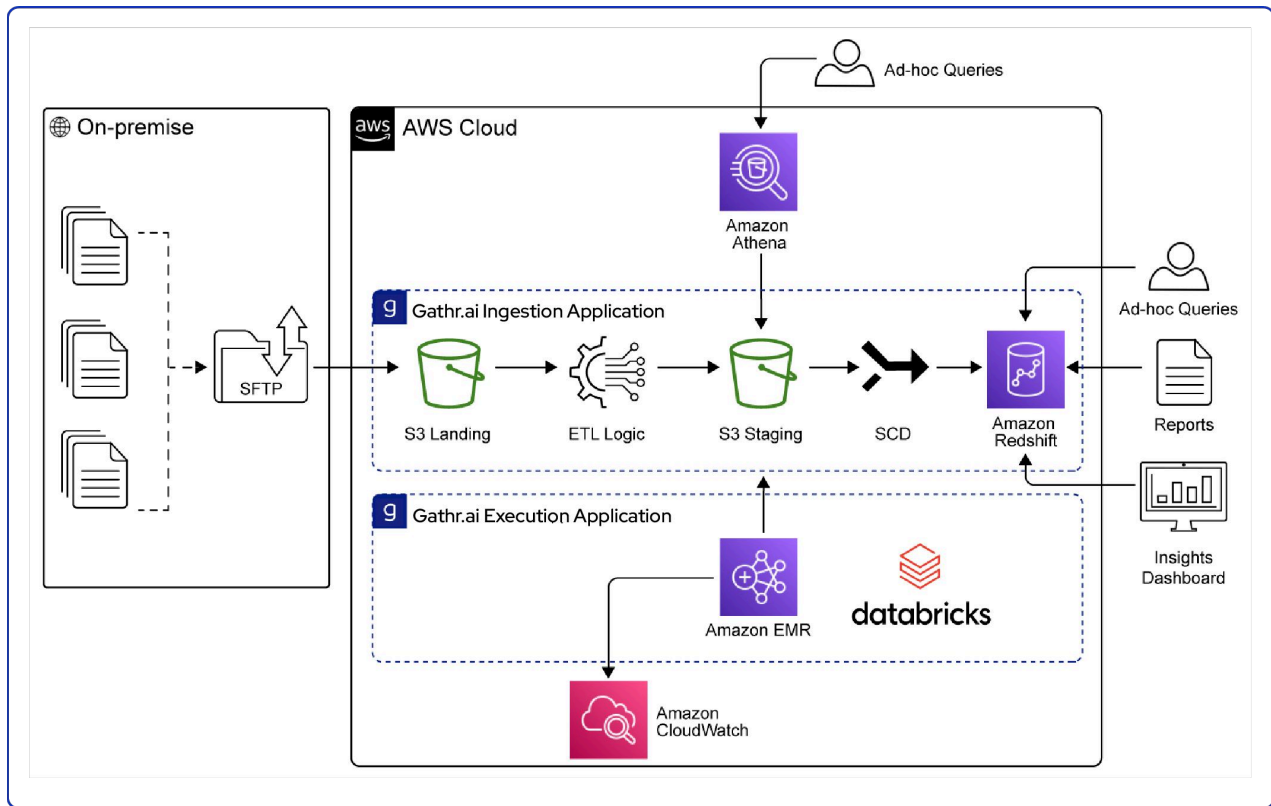 Ad-hoc Queries
On-premise
aws
AWS Cloud
Amazon
Athena
g
Gathr.ai Ingestion Application
Ad-hoc Queries
SFTP
S3 Landing
ETL Logic
S3 Staging
SCD
Amazon
Redshift
Reports
g
Gathr.ai Execution Application
Insights
Dashboard
Amazon EMR
databricks
Amazon
CloudWatch